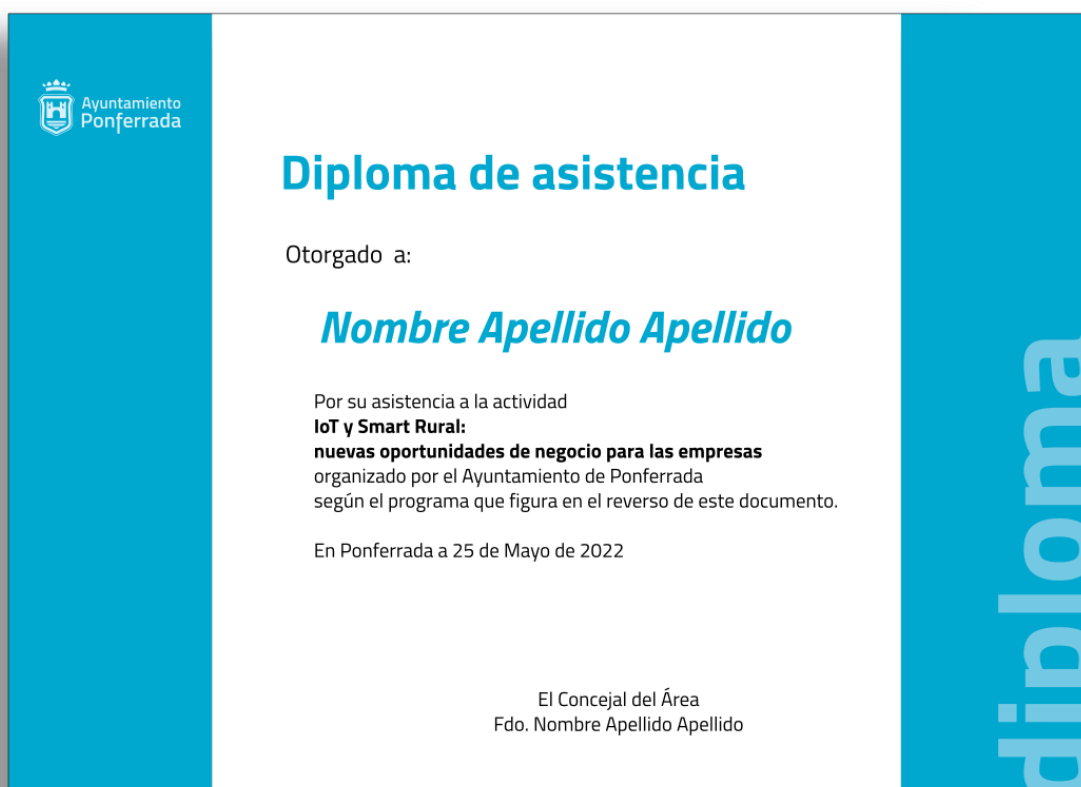 Ayuntamiento
Ponferrada
Diploma de asistencia
Otorgado a:
Nombre Apellido Apellido
Por su asistencia a la actividad
IoT y Smart Rural:
nuevas oportunidades de negocio para las empresas
organizado por el Ayuntamiento de Ponferrada
según el programa que figura en el reverso de este documento.
En Ponferrada a 25 de Mayo de 2022
El Concejal del Área
Fdo. Nombre Apellido Apellido
diploma